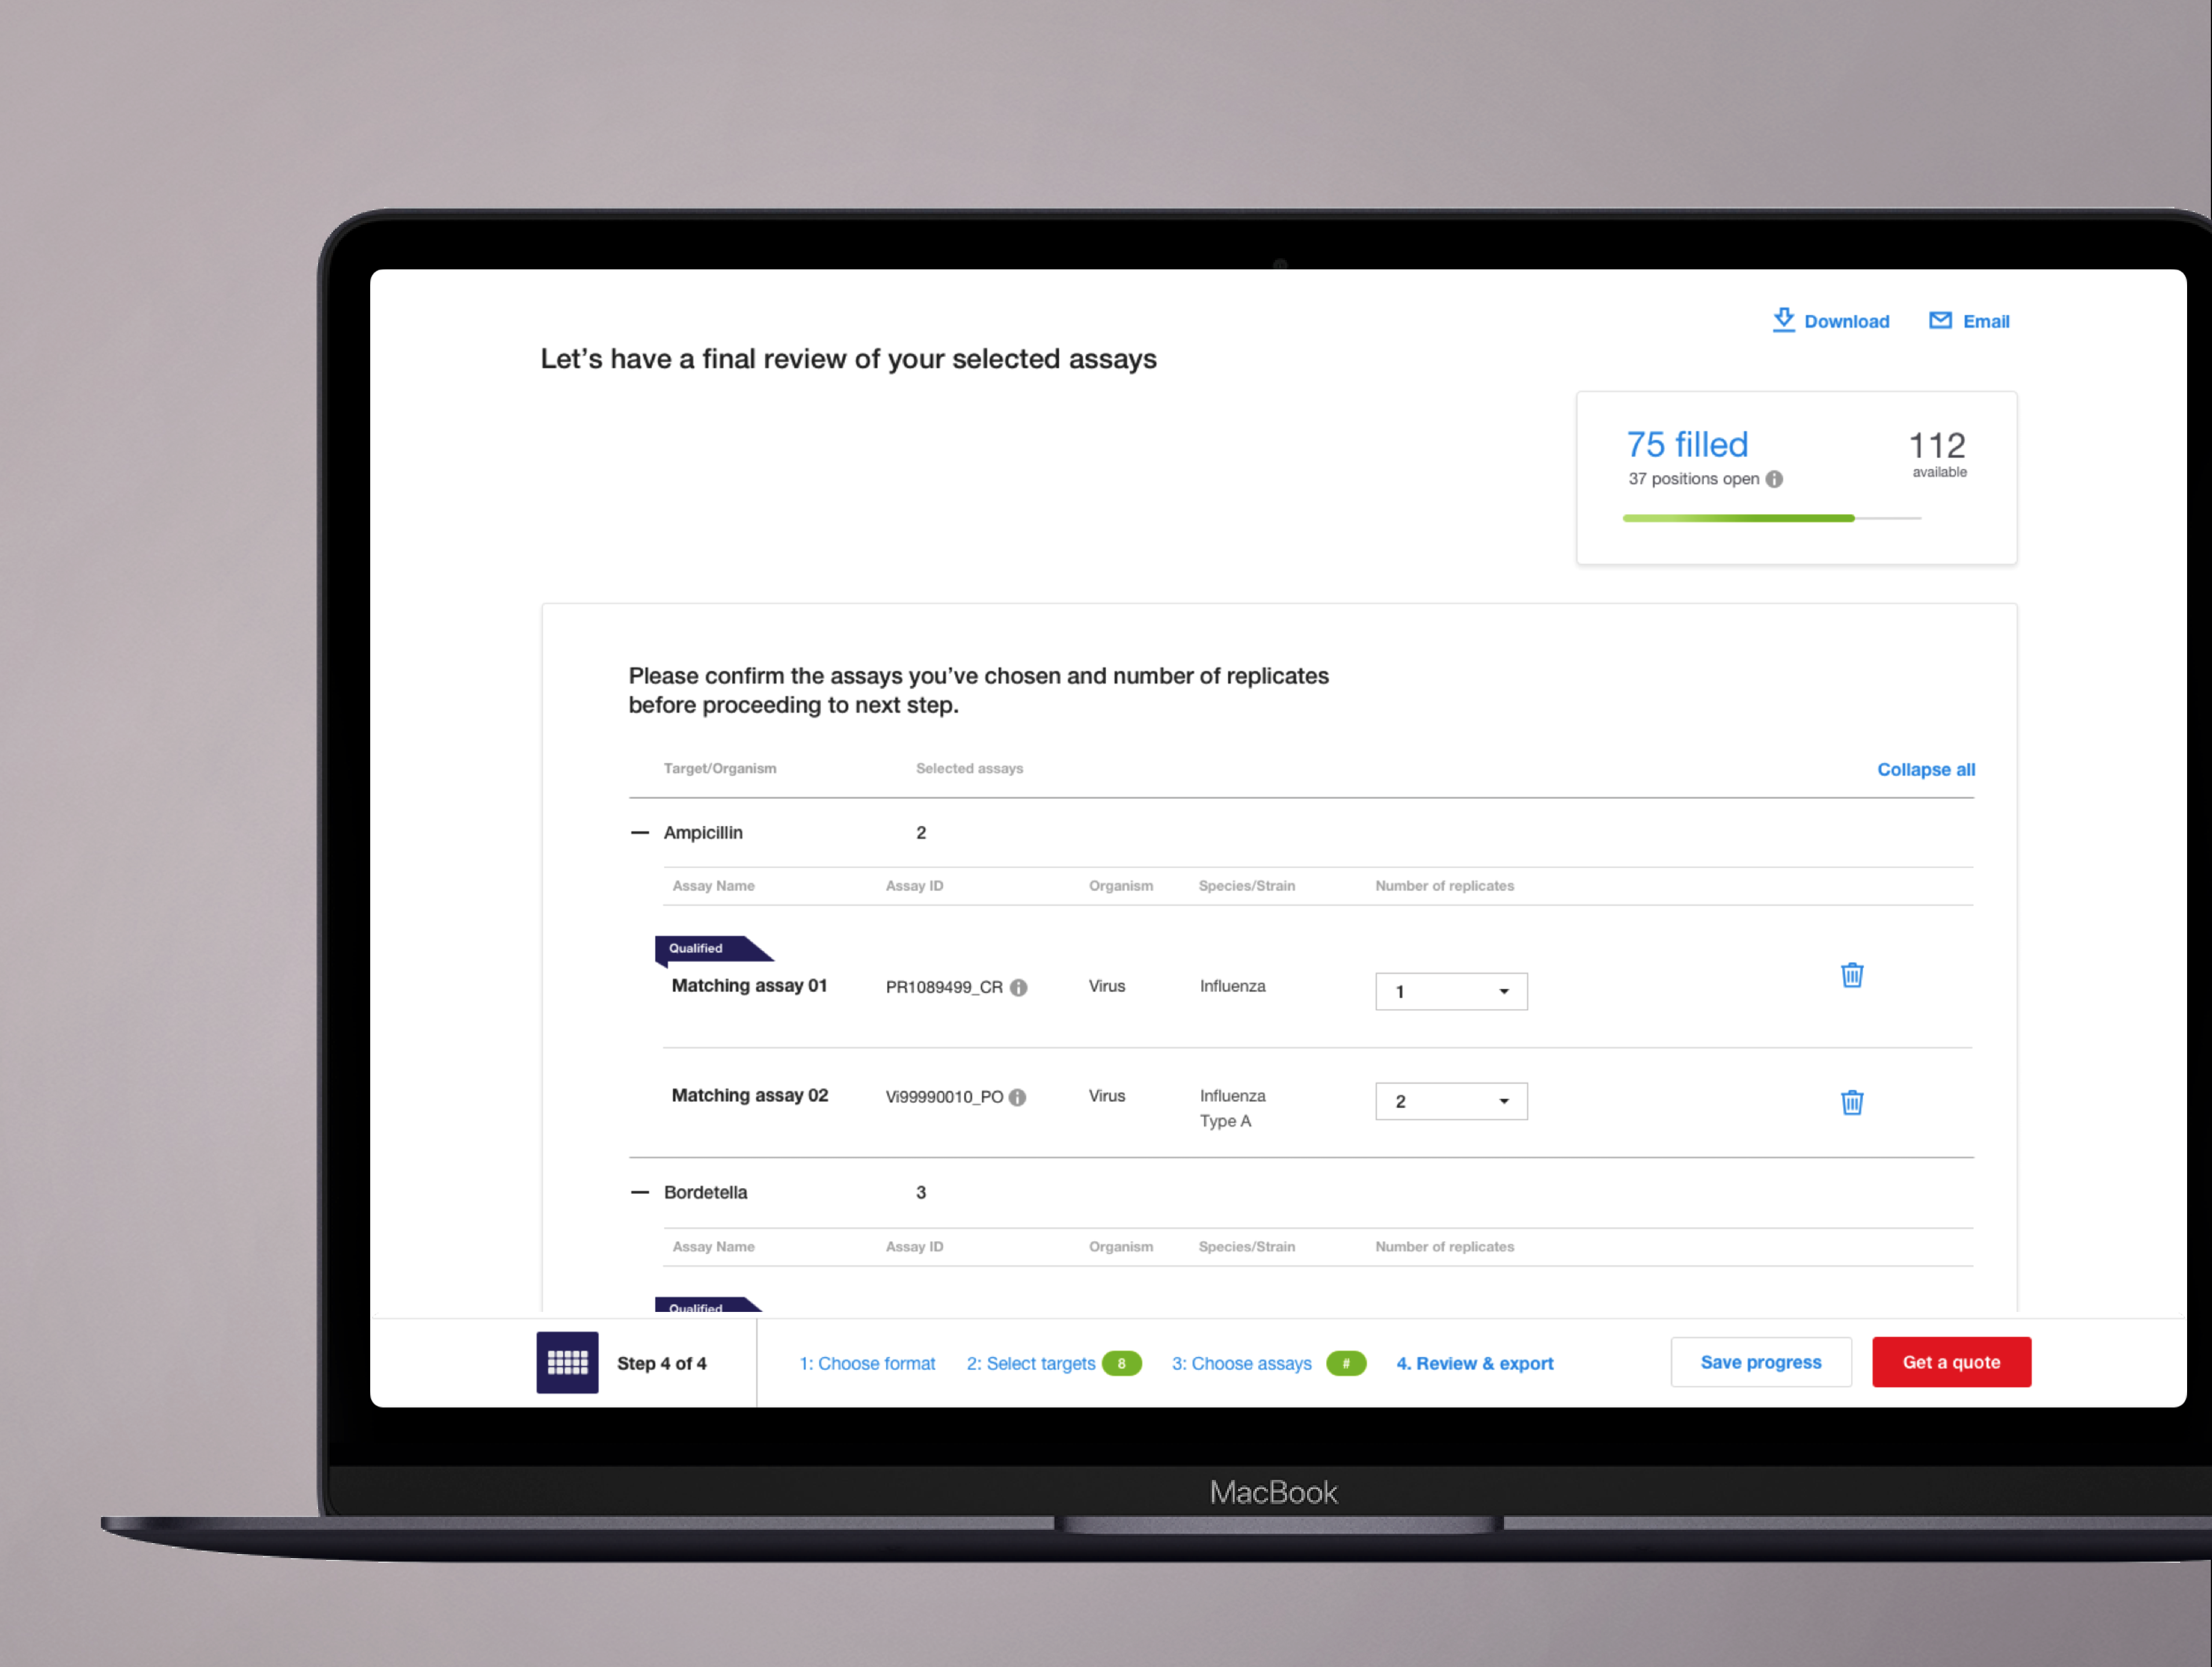 Download Email
Let's have a final review of your selected assays
75 filled 112
37 positions open available
Please confirm the assays you've chosen and number of replicates
before proceeding to next step.
Target/Organism Selected assays Collapse all
Ampicillin 2
Assay Name Assay ID Organism Species/Strain Number of replicates
Qualified
Matching assay 01 PR1089499_CR Virus Influenza 1
Matching assay 02 Vi99990010_PO Virus Influenza 2
Type A
Bordetella 3
Assay Name Assay ID Organism Species/Strain Number of replicates
Qualified
Step 4 of 4 1: Choose format 2: Select targets 8 3: Choose assays # 4. Review & export Save progress Get a quote
MacBook